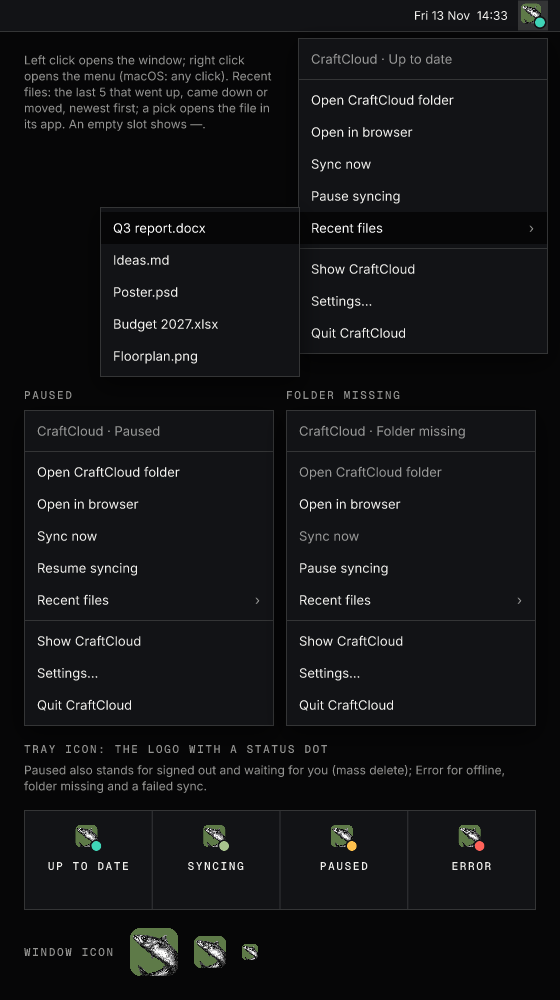 Fri 13 Nov 14:33
Left click opens the window; right click
opens the menu (macOS: any click). Recent
files: the last 5 that went up, came down or
moved, newest first; a pick opens the file in
its app. An empty slot shows —.
CraftCloud · Up to date
Open CraftCloud folder
Open in browser
Sync now
Pause syncing
Recent files ›
Show CraftCloud
Settings...
Quit CraftCloud
Q3 report.docx
Ideas.md
Poster.psd
Budget 2027.xlsx
Floorplan.png
PAUSED
CraftCloud · Paused
Open CraftCloud folder
Open in browser
Sync now
Resume syncing
Recent files ›
Show CraftCloud
Settings...
Quit CraftCloud
FOLDER MISSING
CraftCloud · Folder missing
Open CraftCloud folder
Open in browser
Sync now
Pause syncing
Recent files ›
Show CraftCloud
Settings...
Quit CraftCloud
TRAY ICON: THE LOGO WITH A STATUS DOT
Paused also stands for signed out and waiting for you (mass delete); Error for offline,
folder missing and a failed sync.
UP TO DATE
SYNCING
PAUSED
ERROR
WINDOW ICON